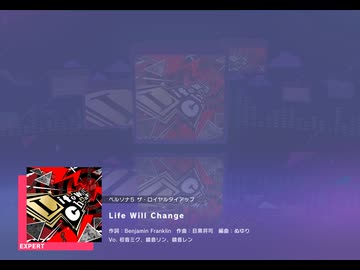 ペルソナ5 ザ・ロイヤルタイアップ
Life Will Change
作詞：Benjamin Franklin　作曲：目黒将司　編曲：ぬゆり
Vo. 初音ミク、鏡音リン、鏡音レン
EXPERT